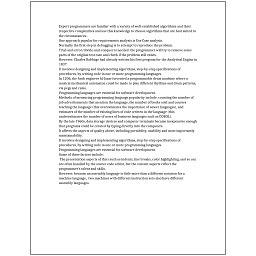 Expert programmers are familiar with a variety of well-established algorithms and their
respective complexities and use this knowledge to choose algorithms that are best suited to
the circumstances.
One approach popular for requirements analysis is Use Case analysis.
Normally the first step in debugging is to attempt to reproduce the problem.
Trial-and-error/divide-and-conquer is needed: the programmer will try to remove some
parts of the original test case and check if the problem still exists.
However, Charles Babbage had already written his first program for the Analytical Engine in
1837.
It involves designing and implementing algorithms, step-by-step specifications of
procedures, by writing code in one or more programming languages.
In 1206, the Arab engineer Al-Jazari invented a programmable drum machine where a
musical mechanical automaton could be made to play different rhythms and drum patterns,
via pegs and cams.
Programming languages are essential for software development.
Methods of measuring programming language popularity include: counting the number of
job advertisements that mention the language, the number of books sold and courses
teaching the language (this overestimates the importance of newer languages), and
estimates of the number of existing lines of code written in the language (this
underestimates the number of users of business languages such as COBOL).
By the late 1960s, data storage devices and computer terminals became inexpensive enough
that programs could be created by typing directly into the computers.
It affects the aspects of quality above, including portability, usability and most importantly
maintainability.
It involves designing and implementing algorithms, step-by-step specifications of
procedures, by writing code in one or more programming languages.
Programming languages are essential for software development.
Some of these factors include:
The presentation aspects of this (such as indents, line breaks, color highlighting, and so on)
are often handled by the source code editor, but the content aspects reflect the
programmer's talent and skills.
However, because an assembly language is little more than a different notation for a
machine language, two machines with different instruction sets also have different
assembly languages.